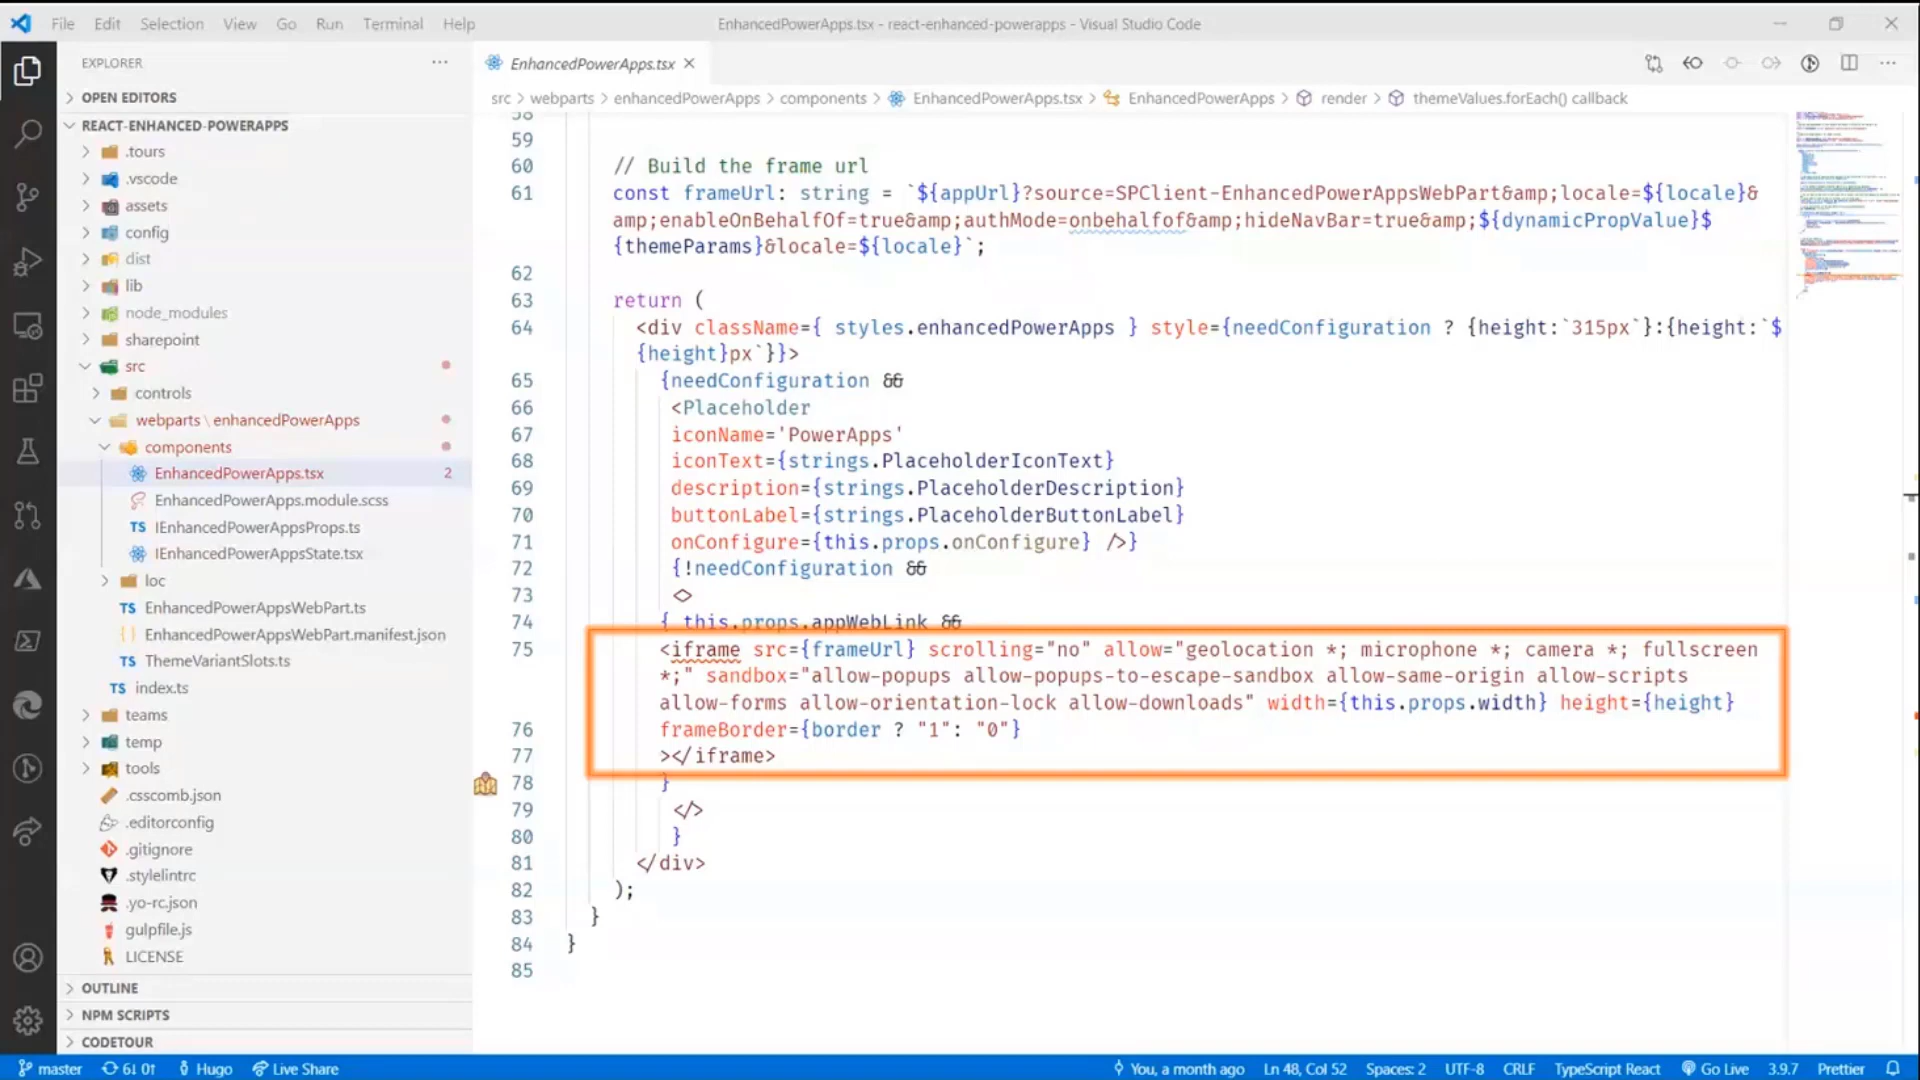 File Edit Selection View Go Run Terminal Help
EnhancedPowerApps.tsx - react-enhanced-powerapps - Visual Studio Code
EXPLORER
OPEN EDITORS
REACT-ENHANCED-POWERAPPS
.tours
.vscode
assets
config
dist
lib
node_modules
sharepoint
src
controls
webparts \ enhancedPowerApps
components
EnhancedPowerApps.tsx 2
EnhancedPowerApps.module.scss
TS IEnhancedPowerAppsProps.ts
IEnhancedPowerAppsState.tsx
loc
TS EnhancedPowerAppsWebPart.ts
{ } EnhancedPowerAppsWebPart.manifest.json
TS ThemeVariantSlots.ts
TS index.ts
teams
temp
tools
.csscomb.json
.editorconfig
.gitignore
.stylelintrc
.yo-rc.json
gulpfile.js
LICENSE
OUTLINE
NPM SCRIPTS
CODETOUR
EnhancedPowerApps.tsx
src > webparts > enhancedPowerApps > components > EnhancedPowerApps.tsx > EnhancedPowerApps > render > themeValues.forEach() callback
58
59
60 // Build the frame url
61 const frameUrl: string = `${appUrl}?source=SPClient-EnhancedPowerAppsWebPart&amp;locale=${locale}&
amp;enableOnBehalfOf=true&amp;authMode=onbehalfof&amp;hideNavBar=true&amp;${dynamicPropValue}$
{themeParams}&locale=${locale}`;
62
63 return (
64 <div className={ styles.enhancedPowerApps } style={needConfiguration ? {height:`315px`}:{height:`$
{height}px`}}>
65 {needConfiguration &&
66 <Placeholder
67 iconName='PowerApps'
68 iconText={strings.PlaceholderIconText}
69 description={strings.PlaceholderDescription}
70 buttonLabel={strings.PlaceholderButtonLabel}
71 onConfigure={this.props.onConfigure} />}
72 {!needConfiguration &&
73 <>
74 { this.props.appWebLink &&
75 <iframe src={frameUrl} scrolling="no" allow="geolocation *; microphone *; camera *; fullscreen
*;" sandbox="allow-popups allow-popups-to-escape-sandbox allow-same-origin allow-scripts
allow-forms allow-orientation-lock allow-downloads" width={this.props.width} height={height}
76 frameBorder={border ? "1": "0"}
77 ></iframe>
78 }
79 </>
80 }
81 </div>
82 );
83 }
84 }
85
master 6↓ 0↑ Hugo Live Share
You, a month ago Ln 48, Col 52 Spaces: 2 UTF-8 CRLF TypeScript React Go Live 3.9.7 Prettier